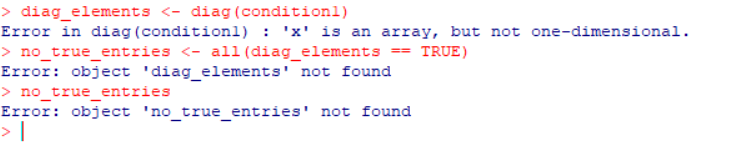 > diag_elements <- diag(condition1)
Error in diag(condition1) : 'x' is an array, but not one-dimensional.
> no_true_entries <- all(diag_elements == TRUE)
Error: object 'diag_elements' not found
> no_true_entries
Error: object 'no_true_entries' not found
>